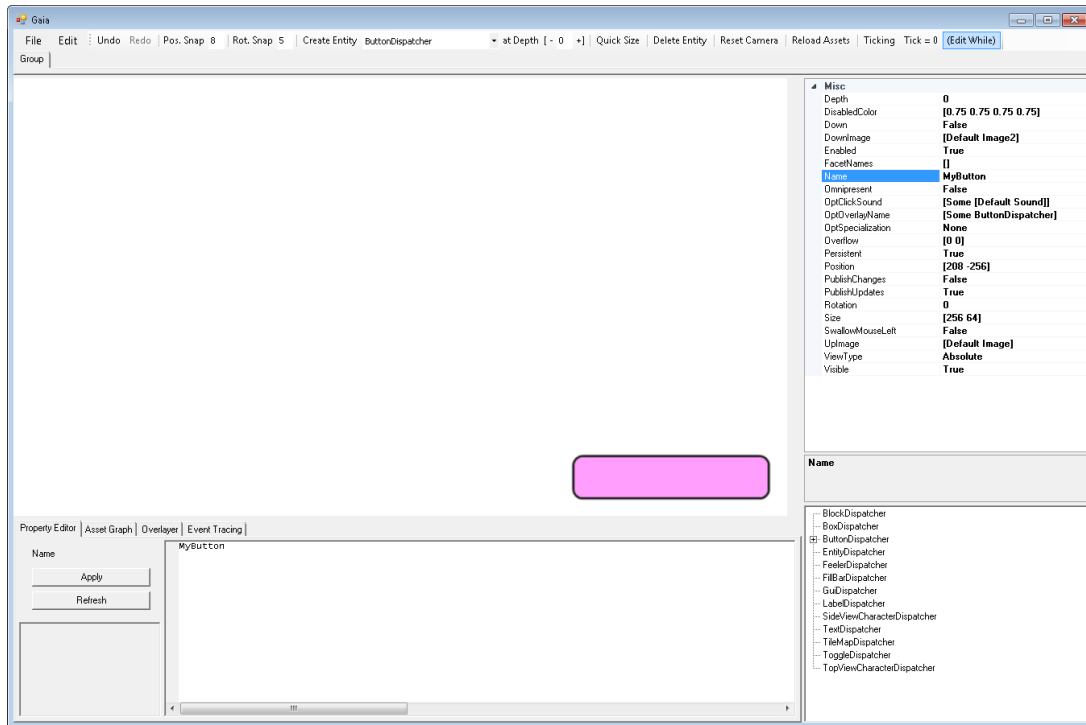 Gaia
File Edit Undo Redo Pos. Snap 8 Rot. Snap 5 Create Entity ButtonDispatcher at Depth [ - 0 +] Quick Size Delete Entity Reset Camera Reload Assets Ticking Tick = 0 (Edit While)
Group
Misc
Depth 0
DisabledColor [0.75 0.75 0.75 0.75]
Down False
DownImage [Default Image2]
Enabled True
FacetNames []
Name MyButton
Omnipresent False
OptClickSound [Some [Default Sound]]
OptOverlayName [Some ButtonDispatcher]
OptSpecialization None
Overflow [0 0]
Persistent True
Position [208 -256]
PublishChanges False
PublishUpdates True
Rotation 0
Size [256 64]
SwallowMouseLeft False
UpImage [Default Image]
ViewType Absolute
Visible True
Name
Property Editor Asset Graph Overlayer Event Tracing
Name
Apply
Refresh
MyButton
BlockDispatcher
BoxDispatcher
ButtonDispatcher
EntityDispatcher
FeelerDispatcher
FillBarDispatcher
GuiDispatcher
LabelDispatcher
SideViewCharacterDispatcher
TextDispatcher
TileMapDispatcher
ToggleDispatcher
TopViewCharacterDispatcher